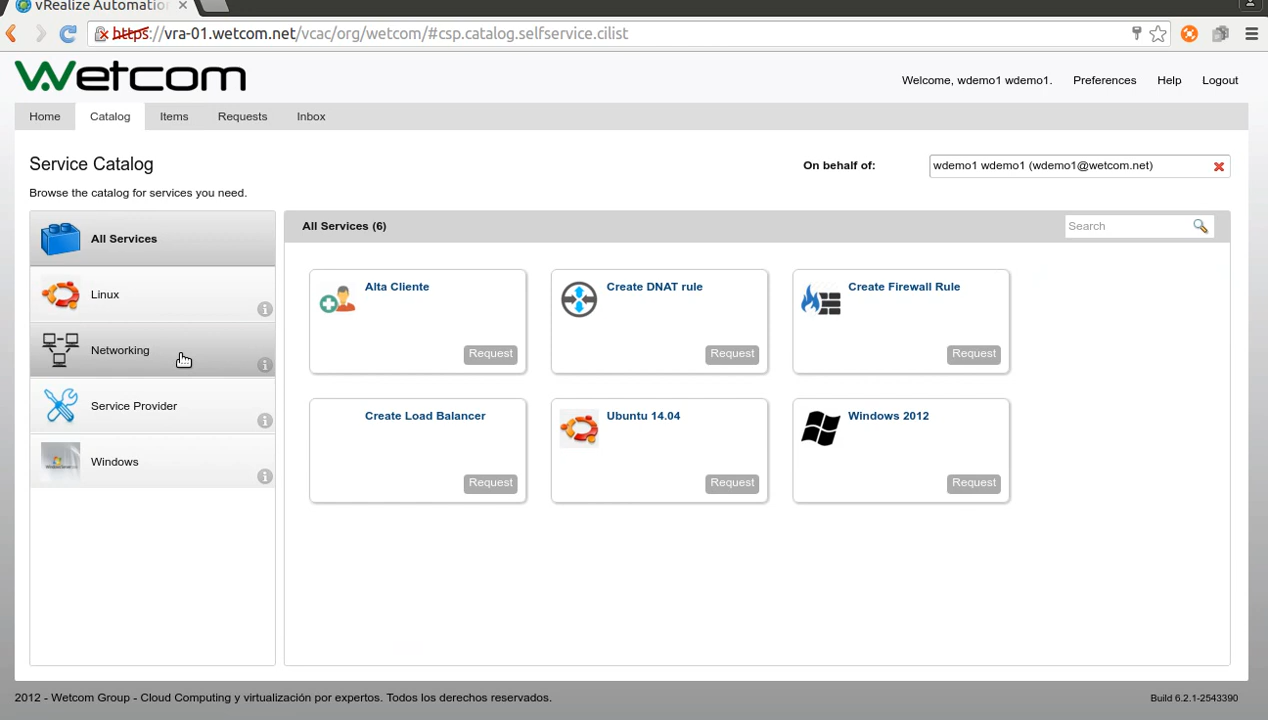 vRealize Automation
https://vra-01.wetcom.net/vcac/org/wetcom/#csp.catalog.selfservice.cilist
Wetcom
Welcome, wdemo1 wdemo1. Preferences Help Logout
Home Catalog Items Requests Inbox
Service Catalog
On behalf of: wdemo1 wdemo1 (wdemo1@wetcom.net)
Browse the catalog for services you need.
All Services
Linux
Networking
Service Provider
Windows
All Services (6)
Search
Alta Cliente
Request
Create DNAT rule
Request
Create Firewall Rule
Request
Create Load Balancer
Request
Ubuntu 14.04
Request
Windows 2012
Request
2012 - Wetcom Group - Cloud Computing y virtualización por expertos. Todos los derechos reservados.
Build 6.2.1-2543390